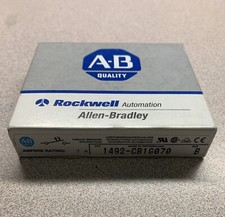 A-B
QUALITY
Rockwell Automation
Allen-Bradley
1492-CB1G070